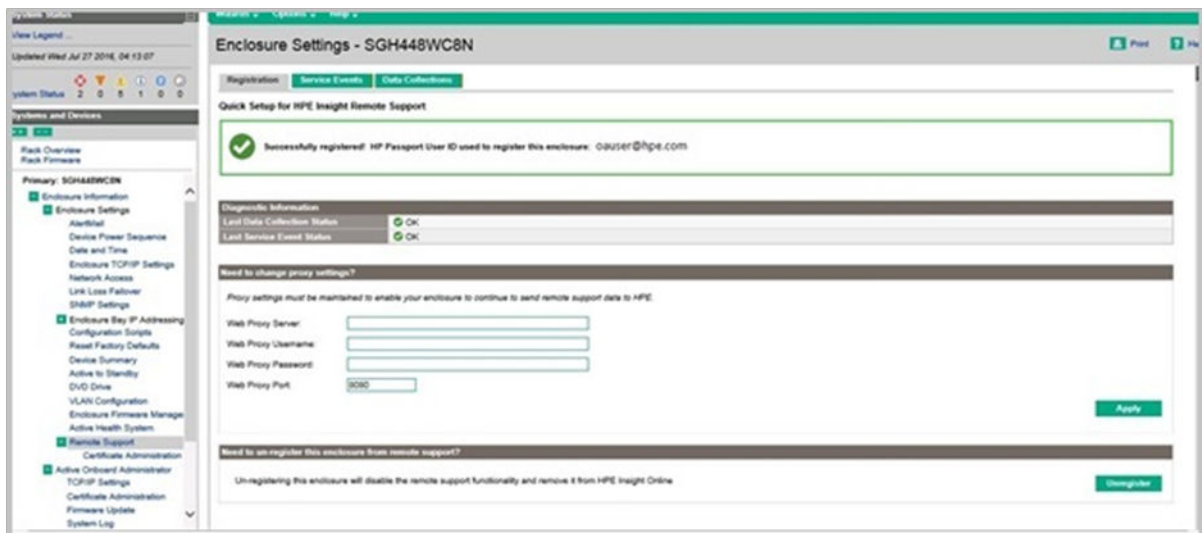 System Status
View Legend ...
Updated Wed Jul 27 2016, 04:13:07
System Status 2 0 5 1 0 0
Systems and Devices
Rack Overview
Rack Firmware
Primary: SGH448WC8N
Enclosure Information
Enclosure Settings
AlertMail
Device Power Sequence
Date and Time
Enclosure TCP/IP Settings
Network Access
Link Loss Failover
SNMP Settings
Enclosure Bay IP Addressing
Configuration Scripts
Reset Factory Defaults
Device Summary
Active to Standby
DVD Drive
VLAN Configuration
Enclosure Firmware Manage
Active Health System
Remote Support
Certificate Administration
Active Onboard Administrator
TCP/IP Settings
Certificate Administration
Firmware Update
System Log
Wizards Options Help
Enclosure Settings - SGH448WC8N
Print
? He
Registration Service Events Data Collections
Quick Setup for HPE Insight Remote Support
Successfully registered! HP Passport User ID used to register this enclosure: oauser@hpe.com
Diagnostic Information
Last Data Collection Status OK
Last Service Event Status OK
Need to change proxy settings?
Proxy settings must be maintained to enable your enclosure to continue to send remote support data to HPE.
Web Proxy Server:
Web Proxy Username:
Web Proxy Password:
Web Proxy Port: 8080
Apply
Need to un-register this enclosure from remote support?
Un-registering this enclosure will disable the remote support functionality and remove it from HPE Insight Online
Unregister